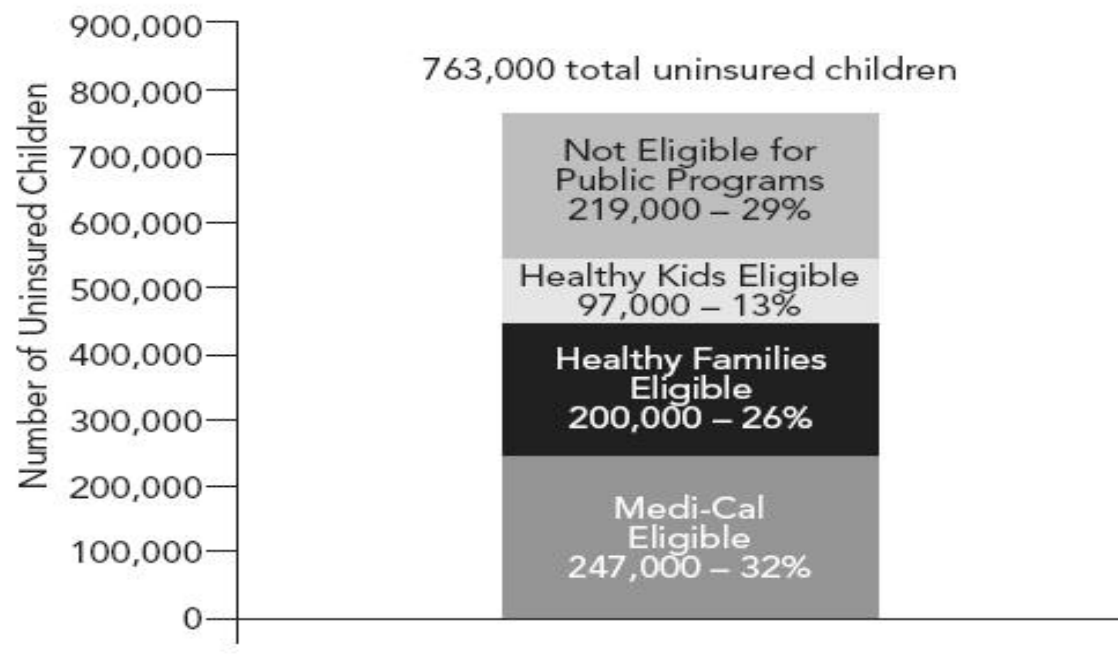 900,000
763,000 total uninsured children
800,000
700,000
600,000
500,000
400,000
300,000
200,000
100,000
0
Number of Uninsured Children
Not Eligible for
Public Programs
219,000 – 29%
Healthy Kids Eligible
97,000 – 13%
Healthy Families
Eligible
200,000 – 26%
Medi-Cal
Eligible
247,000 – 32%